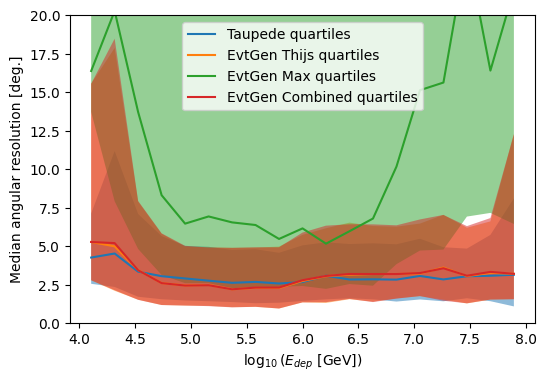 20.0
17.5
15.0
12.5
10.0
7.5
5.0
2.5
0.0
Median angular resolution [deg.]
Taupede quartiles
EvtGen Thijs quartiles
EvtGen Max quartiles
EvtGen Combined quartiles
4.0 4.5 5.0 5.5 6.0 6.5 7.0 7.5 8.0
log₁₀(E_dep [GeV])